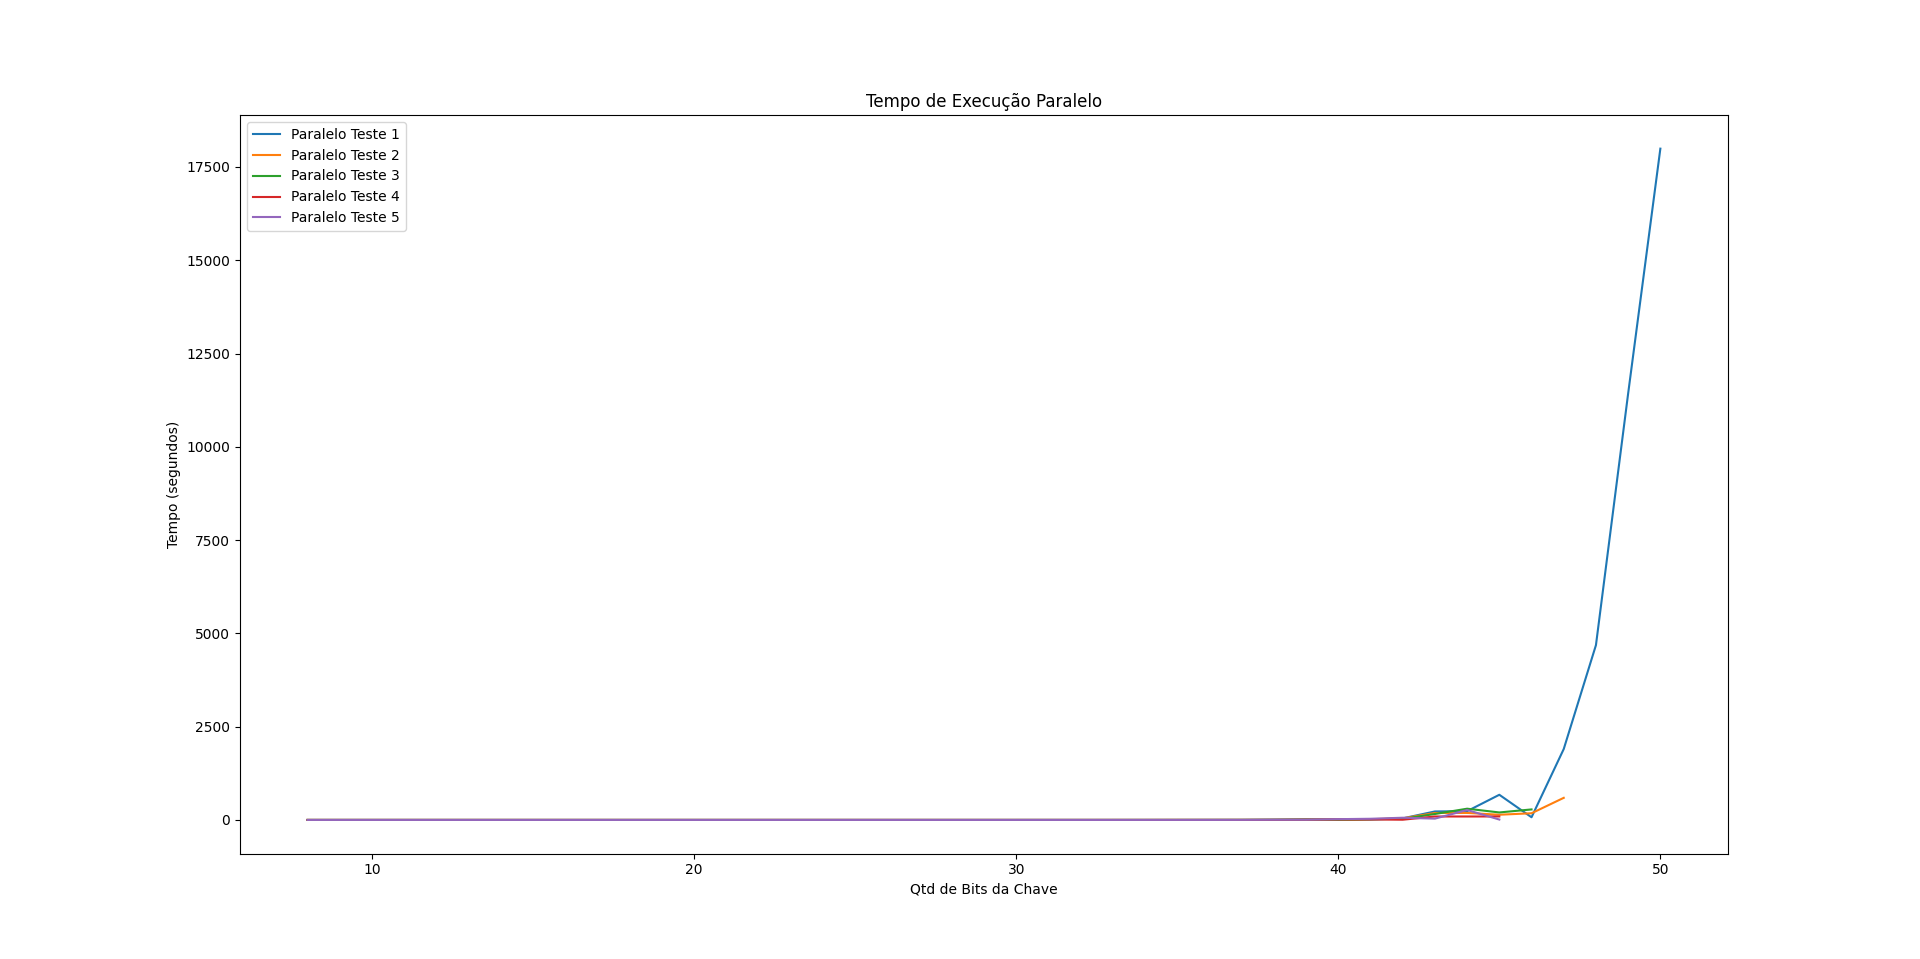 Tempo de Execução Paralelo
Paralelo Teste 1
Paralelo Teste 2
Paralelo Teste 3
Paralelo Teste 4
Paralelo Teste 5
17500
15000
12500
10000
7500
5000
2500
0
Tempo (segundos)
10 20 30 40 50
Qtd de Bits da Chave